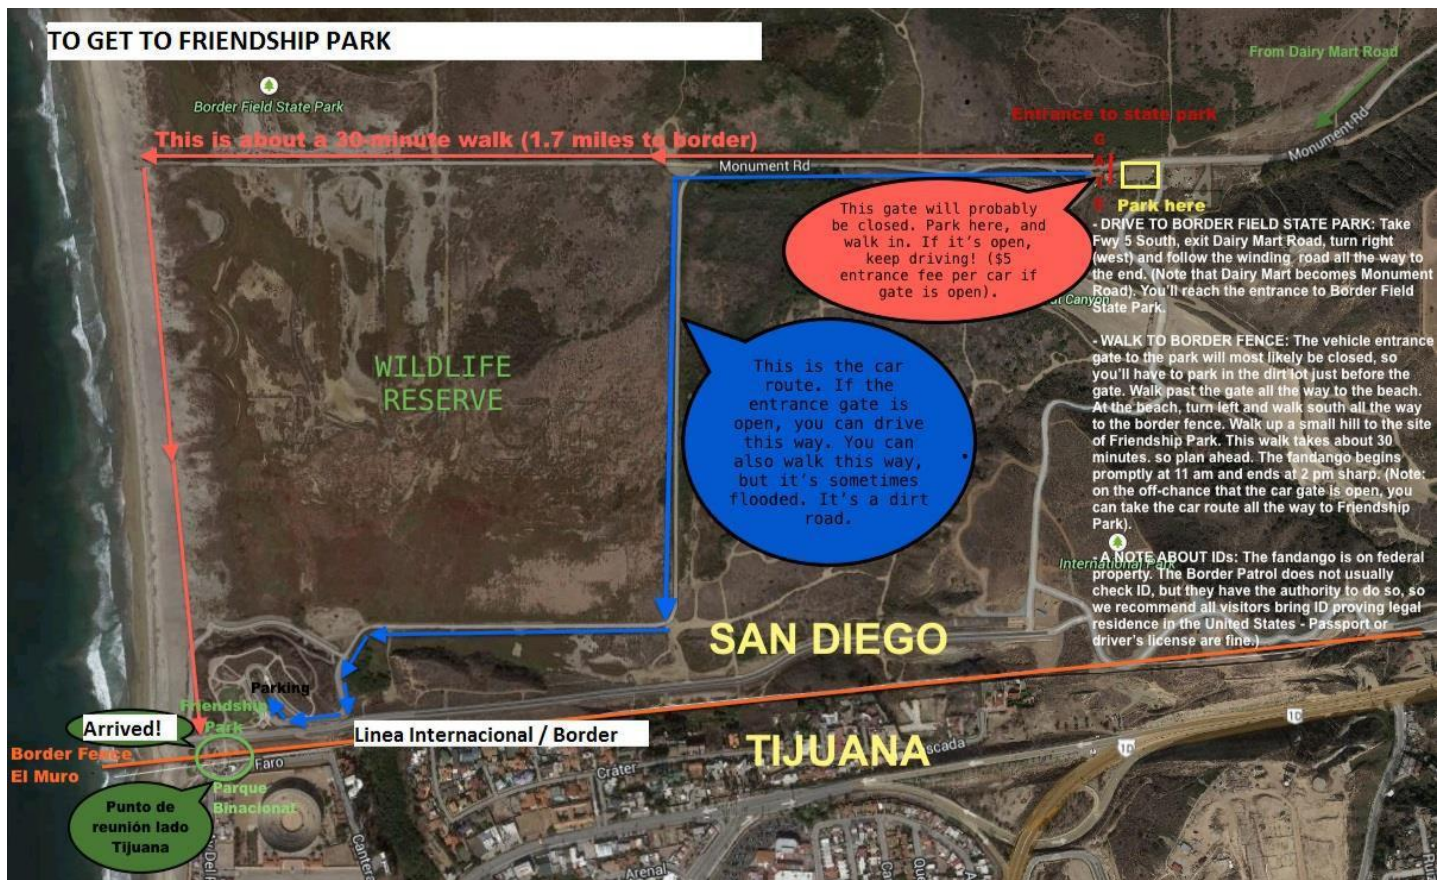 TO GET TO FRIENDSHIP PARK
From Dairy Mart Road
Border Field State Park
Entrance to state park
This is about a 30-minute walk (1.7 miles to border)
Monument Rd
Monument Rd
Park here
This gate will probably
be closed. Park here, and
walk in. If it's open,
keep driving! ($5
entrance fee per car if
gate is open).
- DRIVE TO BORDER FIELD STATE PARK: Take
Fwy 5 South, exit Dairy Mart Road, turn right
(west) and follow the winding road all the way to
the end. (Note that Dairy Mart becomes Monument
Road). You'll reach the entrance to Border Field
State Park.
Canyon
- WALK TO BORDER FENCE: The vehicle entrance
gate to the park will most likely be closed, so
you'll have to park in the dirt lot just before the
gate. Walk past the gate all the way to the beach.
At the beach, turn left and walk south all the way
to the border fence. Walk up a small hill to the site
of Friendship Park. This walk takes about 30
minutes. so plan ahead. The fandango begins
promptly at 11 am and ends at 2 pm sharp. (Note:
on the off-chance that the car gate is open, you
can take the car route all the way to Friendship
Park).
WILDLIFE
RESERVE
This is the car
route. If the
entrance gate is
open, you can drive
this way. You can
also walk this way,
but it's sometimes
flooded. It's a dirt
road.
International Park
- A NOTE ABOUT IDs: The fandango is on federal
property. The Border Patrol does not usually
check ID, but they have the authority to do so, so
we recommend all visitors bring ID proving legal
residence in the United States - Passport or
driver's license are fine.)
SAN DIEGO
Parking
Friendship
Park
Arrived!
Linea Internacional / Border
Border Fence
El Muro
TIJUANA
1D
1D
Faro
Cráter
scada
Parque
Binacional
Punto de
reunión lado
Tijuana
Cantera
Arenal